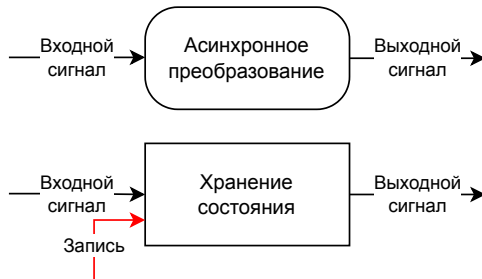 Входной
сигнал
Асинхронное
преобразование
Выходной
сигнал
Входной
сигнал
Хранение
состояния
Выходной
сигнал
Запись